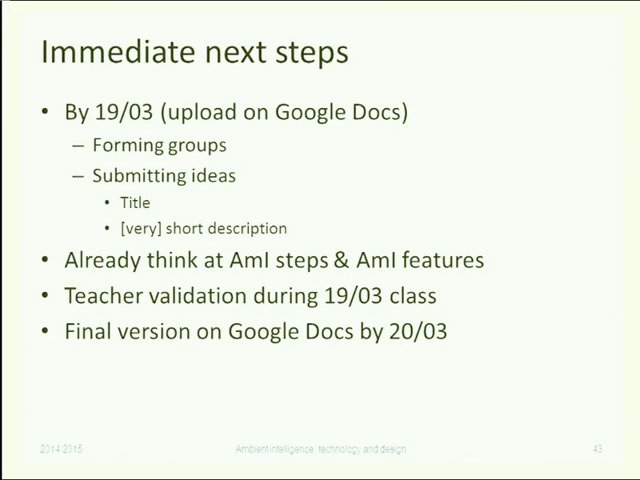 Immediate next steps
• By 19/03 (upload on Google Docs)
– Forming groups
– Submitting ideas
• Title
• [very] short description
• Already think at AmI steps & AmI features
• Teacher validation during 19/03 class
• Final version on Google Docs by 20/03
2014/2015 Ambient intelligence: technology and design 43